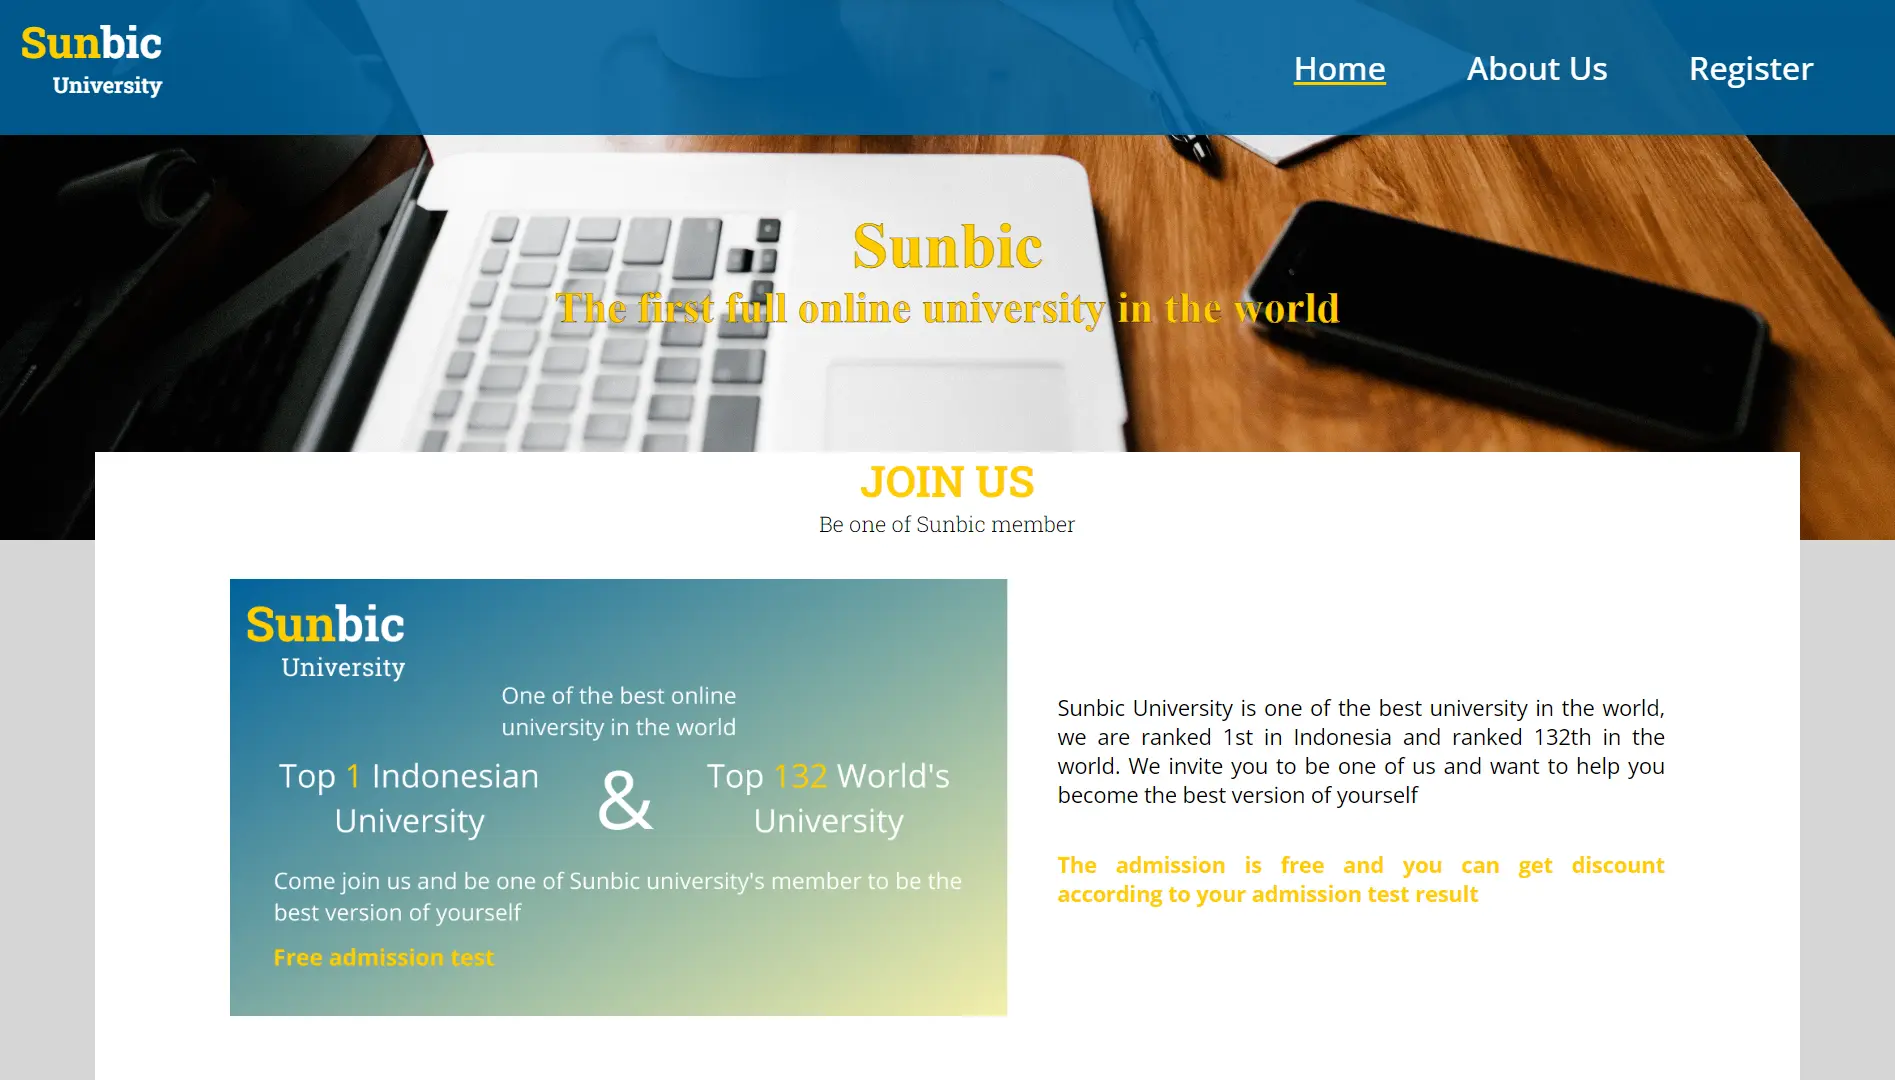 Sunbic
University
Home About Us Register
Sunbic
The first full online university in the world
JOIN US
Be one of Sunbic member
Sunbic
University
One of the best online
university in the world
Top 1 Indonesian
University
&
Top 132 World's
University
Come join us and be one of Sunbic university's member to be the
best version of yourself
Free admission test
Sunbic University is one of the best university in the world,
we are ranked 1st in Indonesia and ranked 132th in the
world. We invite you to be one of us and want to help you
become the best version of yourself
The admission is free and you can get discount
according to your admission test result